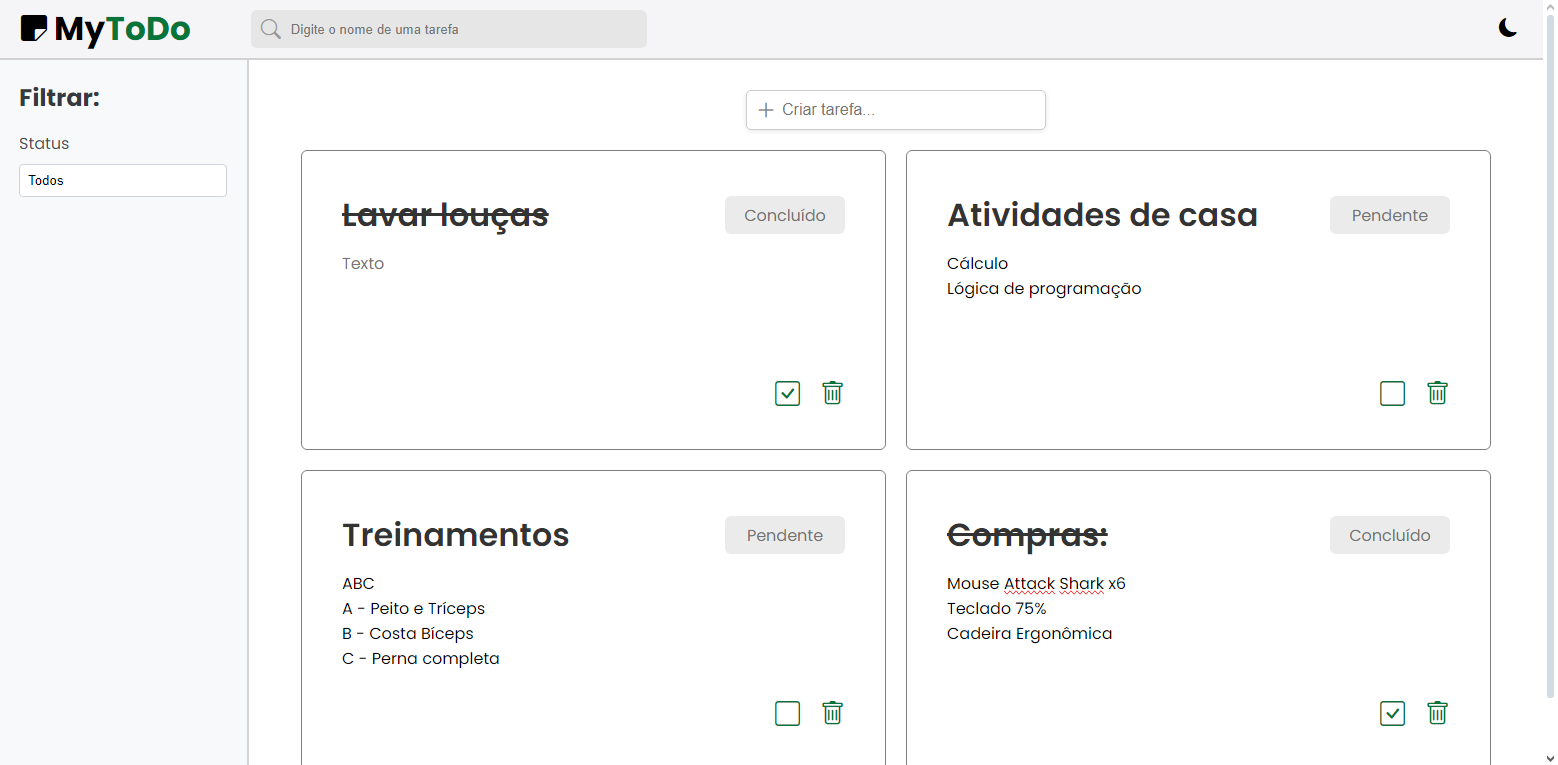 MyToDo
Digite o nome de uma tarefa
Filtrar:
Status
Todos
Criar tarefa...
Lavar louças
Concluído
Texto
Atividades de casa
Pendente
Cálculo
Lógica de programação
Treinamentos
Pendente
ABC
A - Peito e Tríceps
B - Costa Bíceps
C - Perna completa
Compras:
Concluído
Mouse Attack Shark x6
Teclado 75%
Cadeira Ergonômica